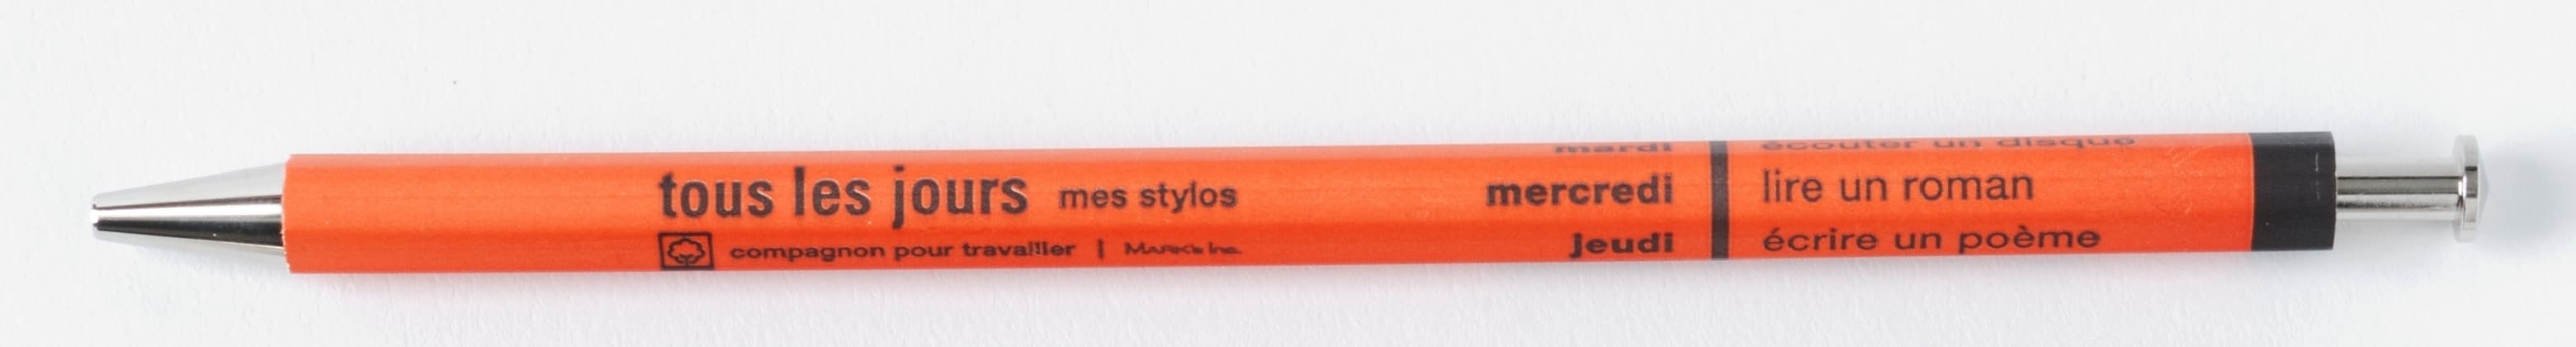 tous les jours mes stylos
compagnon pour travailler | MARK'S Inc.
mardi écouter un disque
mercredi lire un roman
jeudi écrire un poème